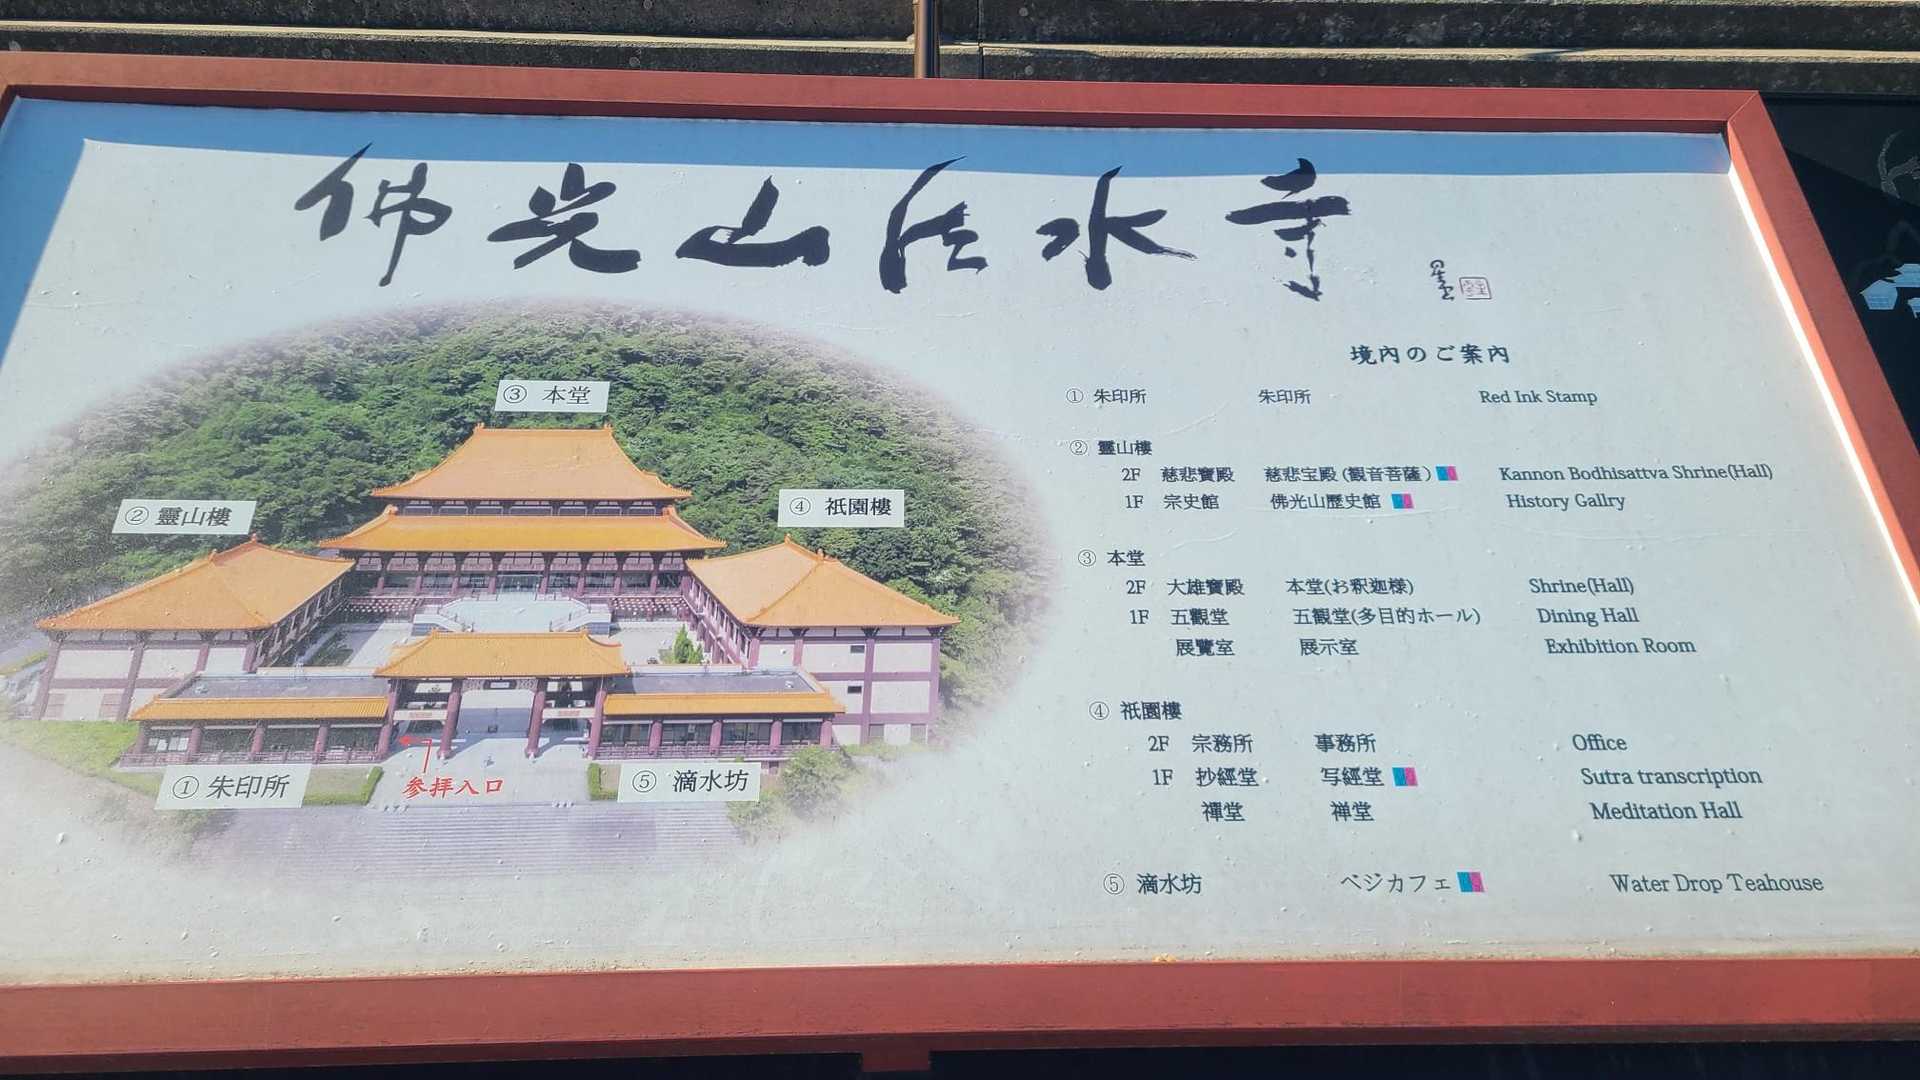 佛光山法水寺
境內のご案內
① 朱印所 朱印所 Red Ink Stamp
② 靈山樓
2F 慈悲寶殿 慈悲宝殿(観音菩薩) Kannon Bodhisattva Shrine(Hall)
1F 宗史館 佛光山歷史館 History Gallry
③ 本堂
2F 大雄寶殿 本堂(お釈迦様) Shrine(Hall)
1F 五觀堂 五観堂(多目的ホール) Dining Hall
展覽室 展示室 Exhibition Room
④ 祇園樓
2F 宗務所 事務所 Office
1F 抄經堂 写經堂 Sutra transcription
禪堂 禅堂 Meditation Hall
⑤ 滴水坊 ベジカフェ Water Drop Teahouse
③ 本堂
② 靈山樓
④ 祇園樓
① 朱印所
参拝入口
⑤ 滴水坊